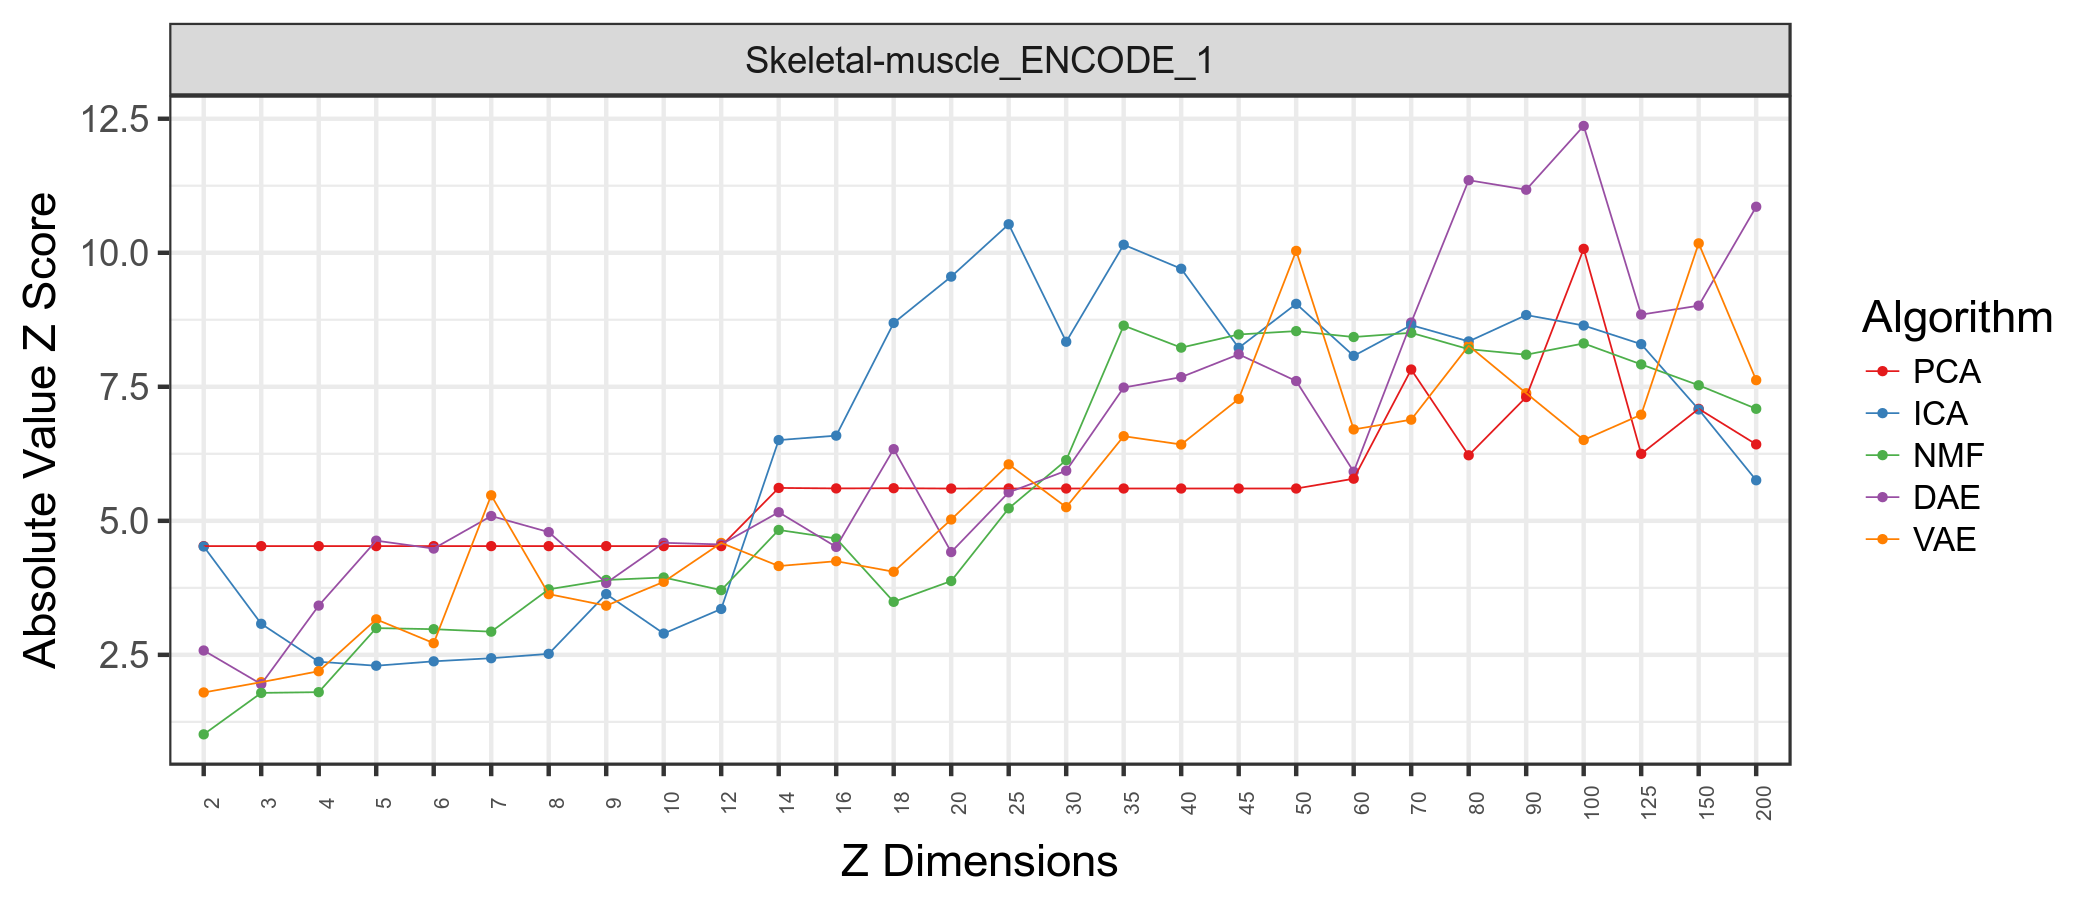 Skeletal-muscle_ENCODE_1
Absolute Value Z Score
12.5
10.0
7.5
5.0
2.5
2 3 4 5 6 7 8 9 10 12 14 16 18 20 25 30 35 40 45 50 60 70 80 90 100 125 150 200
Z Dimensions
Algorithm
PCA
ICA
NMF
DAE
VAE